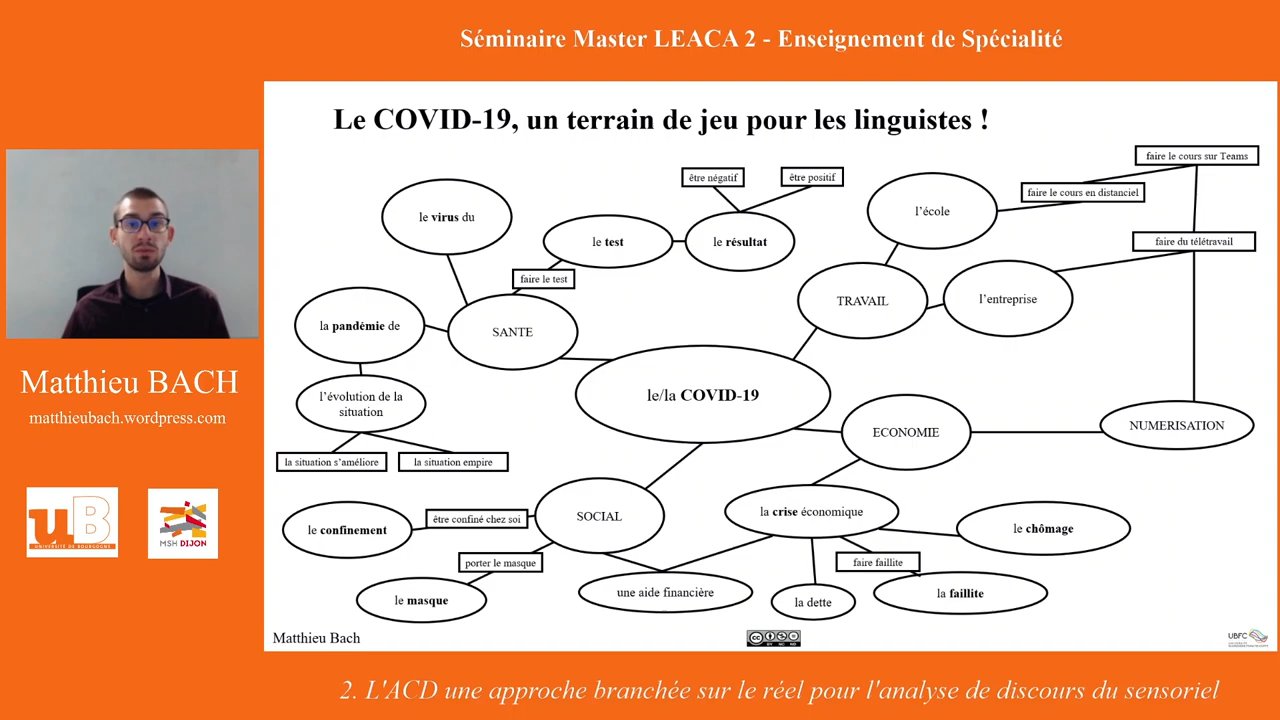 Séminaire Master LEACA 2 - Enseignement de Spécialité
Le COVID-19, un terrain de jeu pour les linguistes !
faire le cours sur Teams
être négatif
être positif
faire le cours en distanciel
le virus du
l'école
le test
le résultat
faire du télétravail
faire le test
TRAVAIL
l'entreprise
la pandémie de
SANTE
Matthieu BACH
matthieubach.wordpress.com
l'évolution de la
situation
le/la COVID-19
ECONOMIE
NUMERISATION
la situation s'améliore
la situation empire
uB
UNIVERSITÉ DE BOURGOGNE
MSH DIJON
le confinement
être confiné chez soi
SOCIAL
la crise économique
le chômage
porter le masque
faire faillite
le masque
une aide financière
la dette
la faillite
Matthieu Bach
cc
BY NC ND
UBFC
2. L'ACD une approche branchée sur le réel pour l'analyse de discours du sensoriel